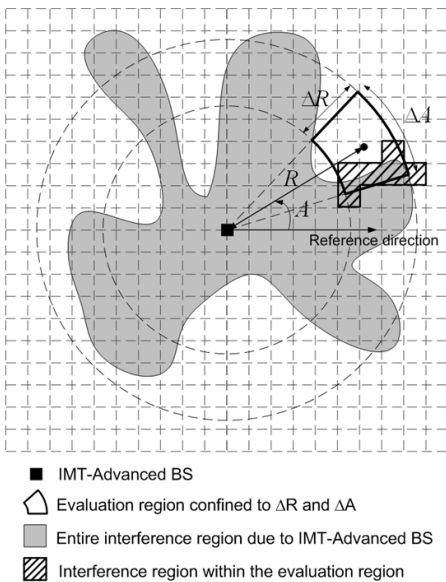 ΔR
ΔA
R
A
Reference direction
IMT-Advanced BS
Evaluation region confined to ΔR and ΔA
Entire interference region due to IMT-Advanced BS
Interference region within the evaluation region